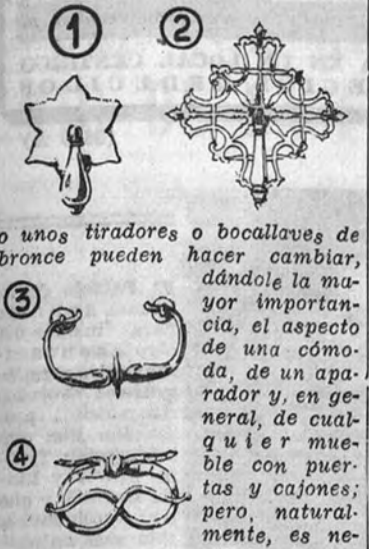 1
2
o unos tiradores o bocallaves de
bronce pueden hacer cambiar,
dándole la ma-
yor importan-
3
cia, el aspecto
de una cómo-
da, de un apa-
rador y, en ge-
neral, de cual-
quier mue-
4
ble con puer-
tas y cajones;
pero, natural-
mente, es ne-